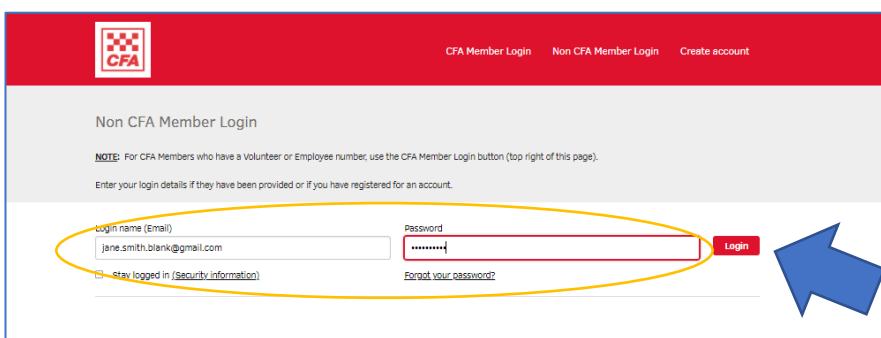 CFA
CFA Member Login Non CFA Member Login Create account
Non CFA Member Login
NOTE: For CFA Members who have a Volunteer or Employee number, use the CFA Member Login button (top right of this page).
Enter your login details if they have been provided or if you have registered for an account.
Login name (Email) Password
jane.smith.blank@gmail.com ••••••••• Login
Stay logged in (Security information) Forgot your password?